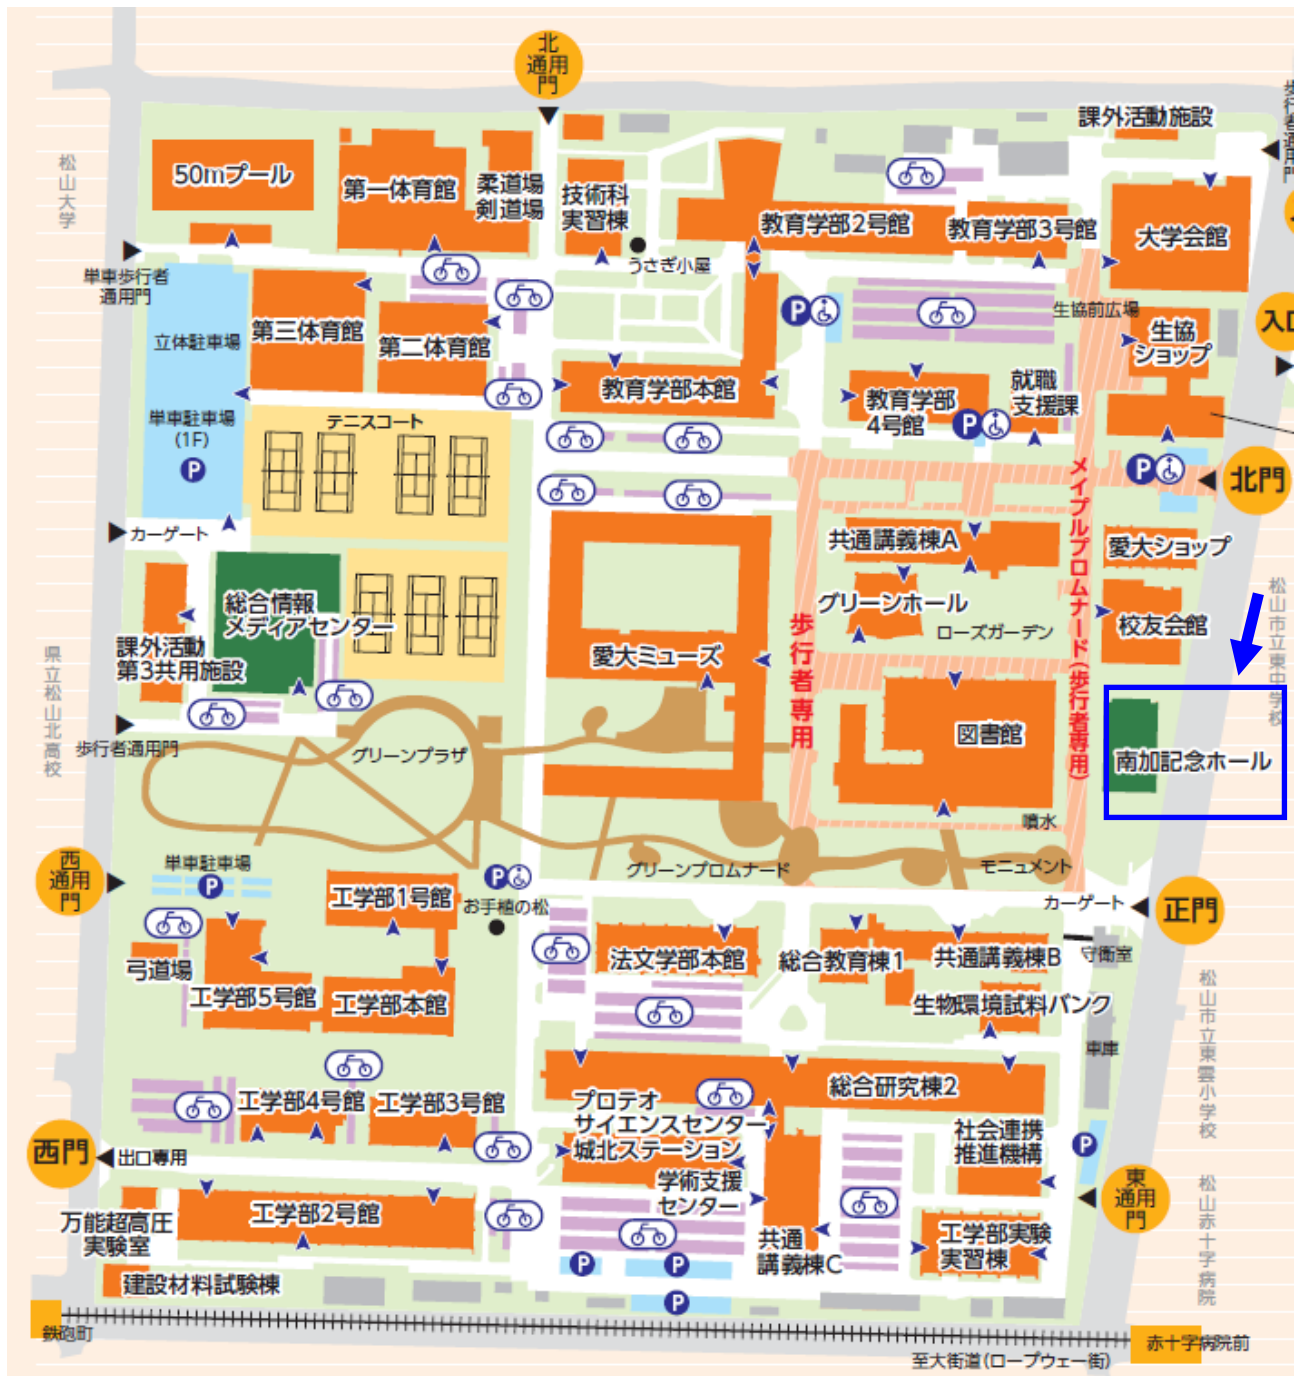 北
通用
門
課外活動施設
歩行者通用門
松山大学
50mプール
第一体育館
柔道場
剣道場
技術科
実習棟
教育学部2号館
教育学部3号館
大学会館
うさぎ小屋
単車歩行者
通用門
立体駐車場
第三体育館
第二体育館
P
生協前広場
生協
ショップ
入口
教育学部本館
教育学部
4号館
就職
支援課
P
単車駐車場
(1F)
P
テニスコート
P
北門
メイプルプロムナード(歩行者専用)
カーゲート
共通講義棟A
愛大ショップ
総合情報
メディアセンター
グリーンホール
ローズガーデン
校友会館
松山市立東中学校
課外活動
第3共用施設
愛大ミューズ
歩行者専用
県立松山北高校
歩行者通用門
グリーンプラザ
図書館
南加記念ホール
噴水
西
通用
門
単車駐車場
P
工学部1号館
P
お手植の松
グリーンプロムナード
モニュメント
カーゲート
正門
弓道場
工学部5号館
工学部本館
法文学部本館
総合教育棟1
共通講義棟B
守衛室
生物環境試料バンク
車庫
松山市立東雲小学校
工学部4号館
工学部3号館
プロテオ
サイエンスセンター
城北ステーション
総合研究棟2
社会連携
推進機構
P
西門
出口専用
学術支援
センター
東
通用
門
万能超高圧
実験室
工学部2号館
共通
講義棟C
工学部実験
実習棟
松山赤十字病院
建設材料試験棟
P
P
P
鉄砲町
赤十字病院前
至大街道(ロープウェー街)